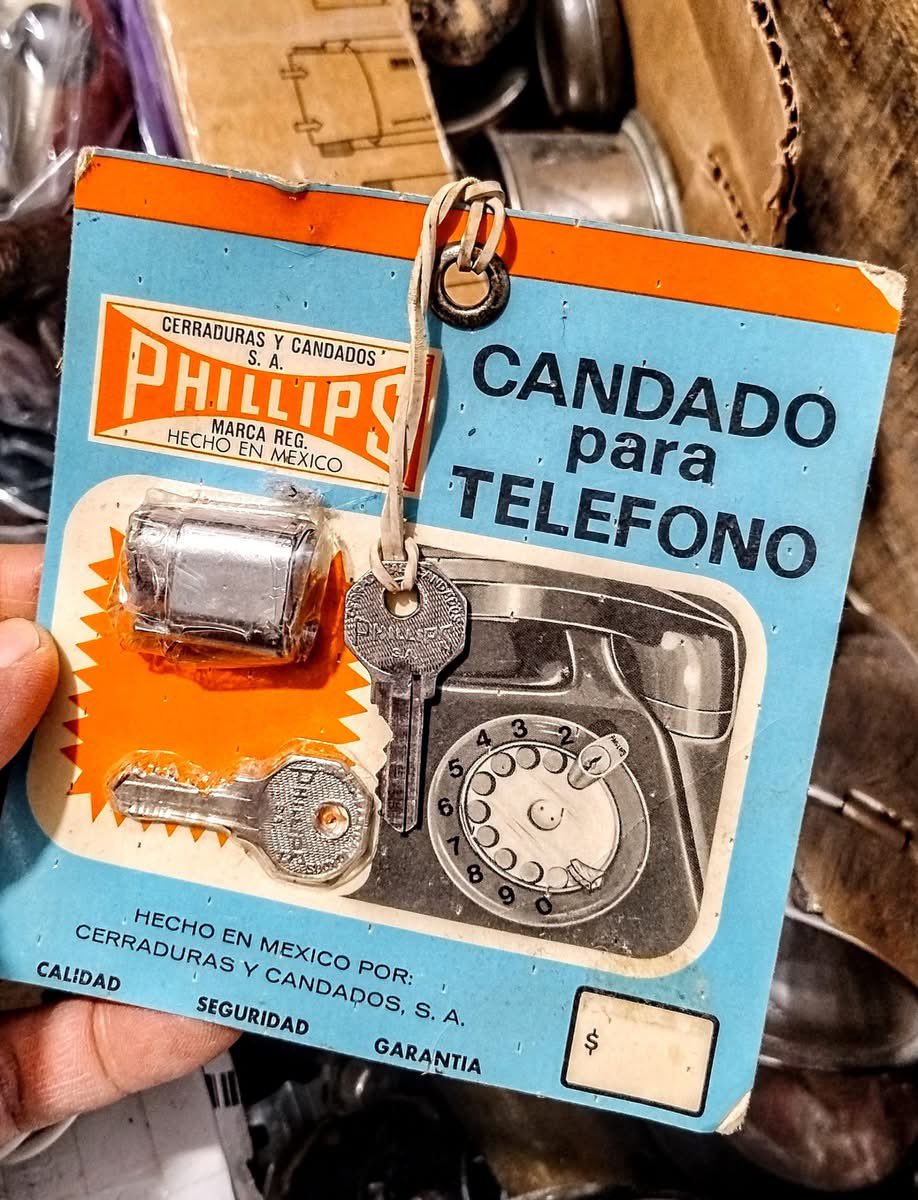 CERRADURAS Y CANDADOS
S. A.
PHILLIPS
MARCA REG.
HECHO EN MEXICO
CANDADO
para
TELEFONO
PHILLIPS
S.A.
PHILLIPS
2
3
4
5
6
7
8
9
0
HECHO EN MEXICO POR:
CERRADURAS Y CANDADOS, S. A.
CALIDAD
SEGURIDAD
GARANTIA
$